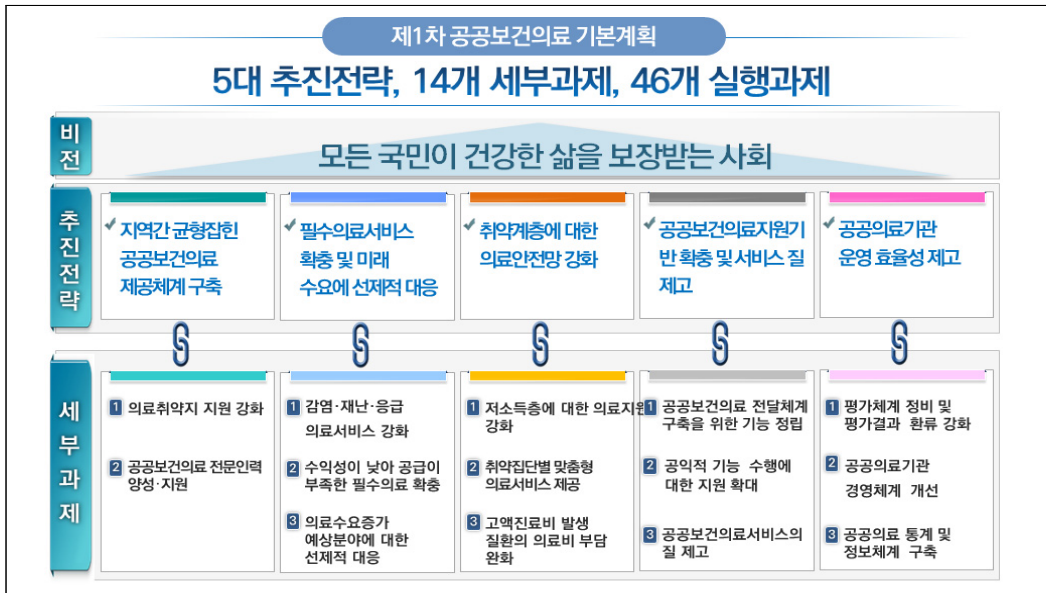 제1차 공공보건의료 기본계획
5대 추진전략, 14개 세부과제, 46개 실행과제
비전
모든 국민이 건강한 삶을 보장받는 사회
추진전략
지역간 균형잡힌
공공보건의료
제공체계 구축
필수의료서비스
확충 및 미래
수요에 선제적 대응
취약계층에 대한
의료안전망 강화
공공보건의료지원기
반 확충 및 서비스 질
제고
공공의료기관
운영 효율성 제고
세부과제
1 의료취약지 지원 강화
2 공공보건의료 전문인력
양성·지원
1 감염·재난·응급
의료서비스 강화
2 수익성이 낮아 공급이
부족한 필수의료 확충
3 의료수요증가
예상분야에 대한
선제적 대응
1 저소득층에 대한 의료지원
강화
2 취약집단별 맞춤형
의료서비스 제공
3 고액진료비 발생
질환의 의료비 부담
완화
1 공공보건의료 전달체계
구축을 위한 기능 정립
2 공익적 기능 수행에
대한 지원 확대
3 공공보건의료서비스의
질 제고
1 평가체계 정비 및
평가결과 환류 강화
2 공공의료기관
경영체계 개선
3 공공의료 통계 및
정보체계 구축